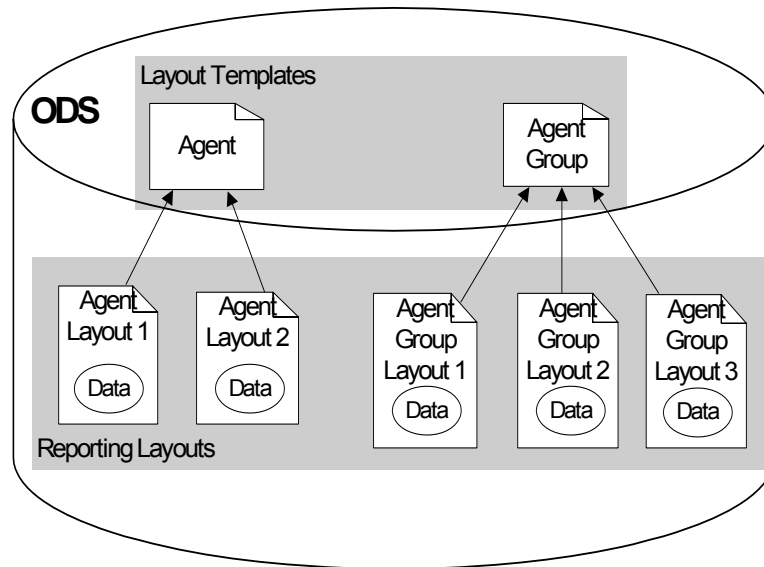 Layout Templates
ODS
Agent
Agent
Group
Agent
Layout 1
Data
Agent
Layout 2
Data
Agent
Group
Layout 1
Data
Agent
Group
Layout 2
Data
Agent
Group
Layout 3
Data
Reporting Layouts